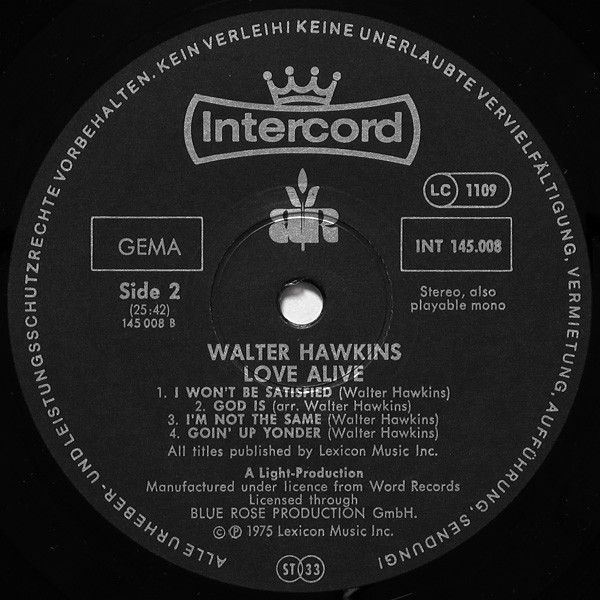 ALLE URHEBER- UND LEISTUNGSSCHUTZRECHTE VORBEHALTEN. KEIN VERLEIH! KEINE UNERLAUBTE VERVIELFÄLTIGUNG, VERMIETUNG, AUFFÜHRUNG, SENDUNG!
Intercord
LC 1109
GEMA
INT 145.008
Side 2
(25:42)
145 008 B
Stereo, also
playable mono
WALTER HAWKINS
LOVE ALIVE
1. I WON'T BE SATISFIED (Walter Hawkins)
2. GOD IS (arr. Walter Hawkins)
3. I'M NOT THE SAME (Walter Hawkins)
4. GOIN' UP YONDER (Walter Hawkins)
All titles published by Lexicon Music Inc.
A Light-Production
Manufactured under licence from Word Records
Licensed through
BLUE ROSE PRODUCTION GmbH.
© ℗ 1975 Lexicon Music Inc.
ST 33